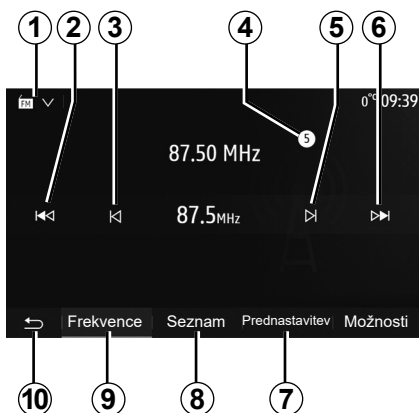 1 2 3 4 5 6
FM 0°C 09:39
5
87.50 MHz
87.5MHz
Frekvence Seznam Prednastavitev Možnosti
10 9 8 7